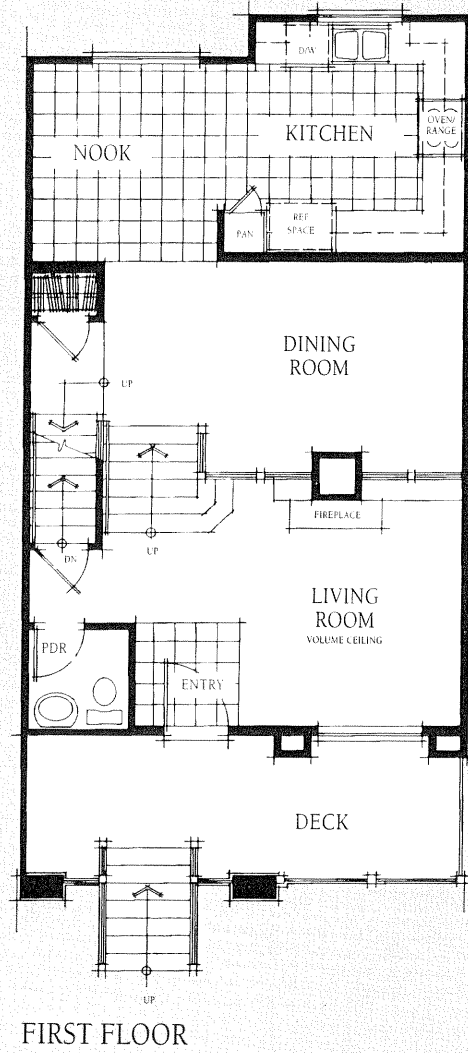 D/W
OVEN/
RANGE
KITCHEN
NOOK
PAN
REF
SPACE
DINING
ROOM
UP
FIREPLACE
UP
DN
LIVING
ROOM
VOLUME CEILING
PDR
ENTRY
DECK
UP
FIRST FLOOR